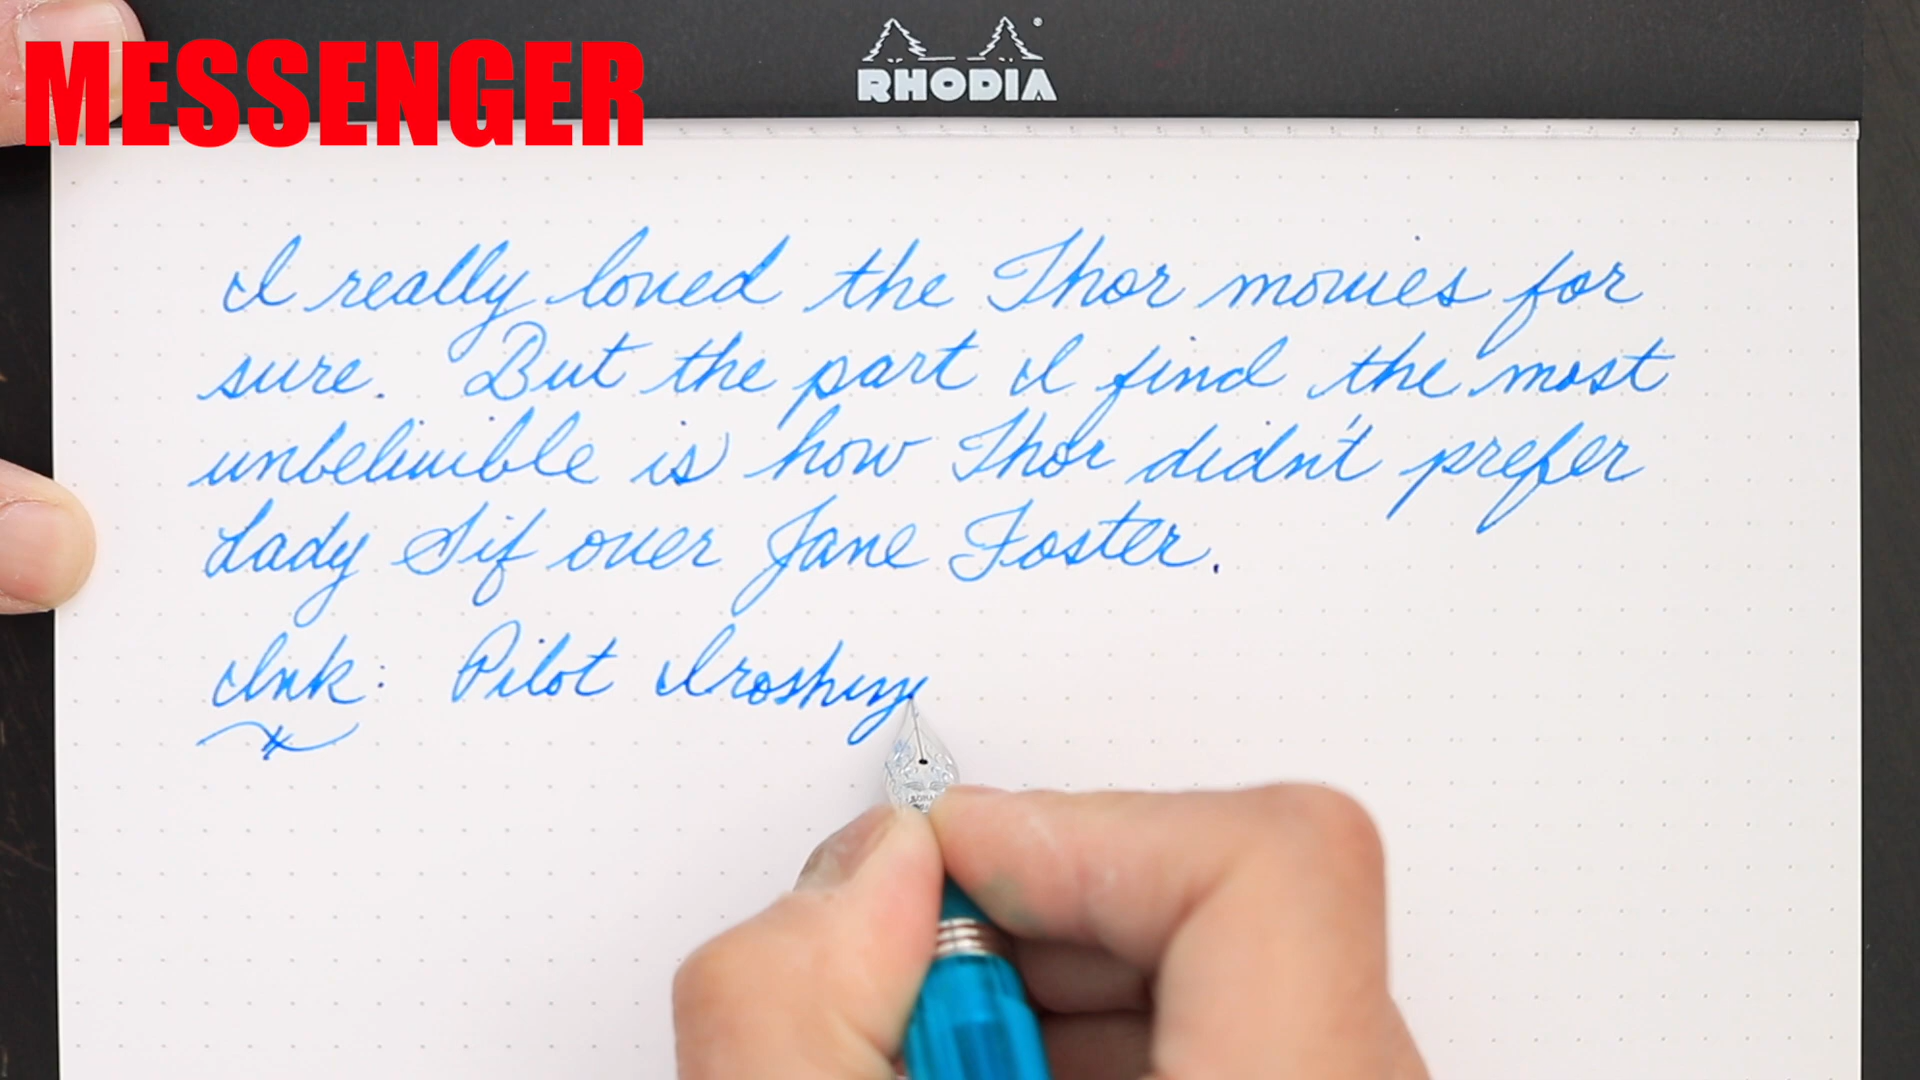 MESSENGER
RHODIA
I really loved the Thor movies for
sure. But the part I find the most
unbelivible is how Thor didn't prefer
Lady Sif over Jane Foster.
Ink: Pilot Iroshizu